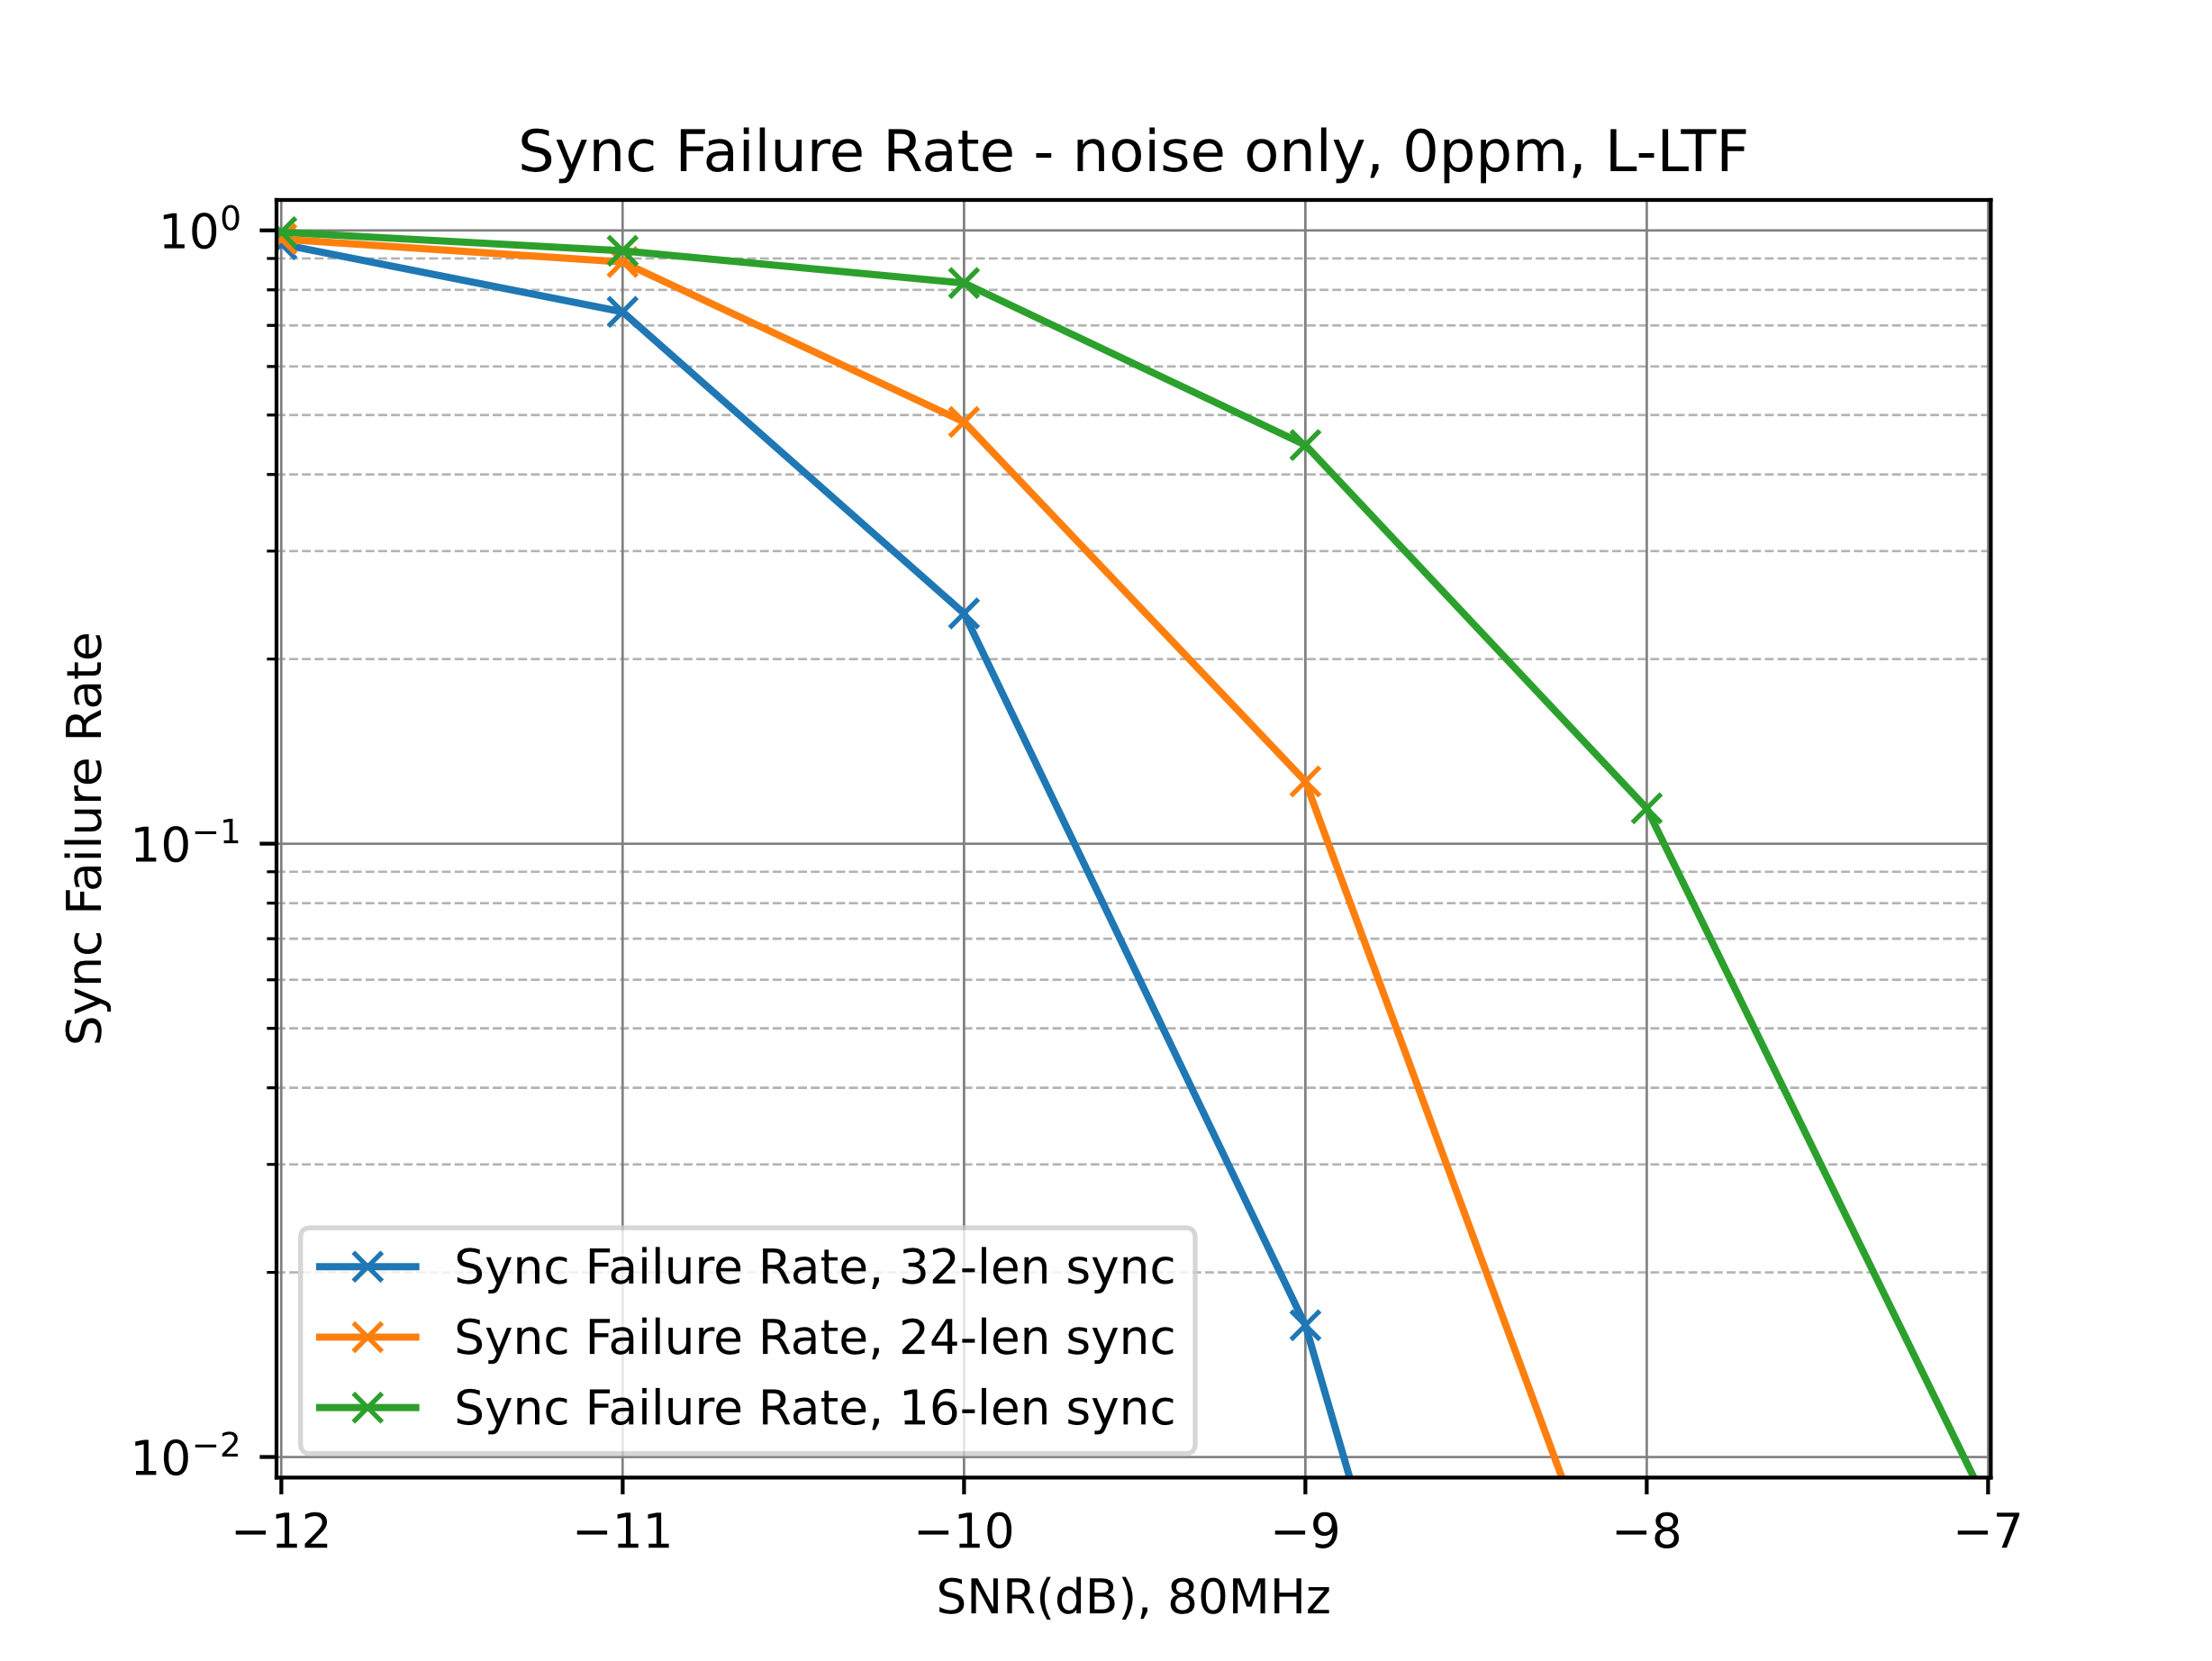 Sync Failure Rate - noise only, 0ppm, L-LTF
10⁰
10⁻¹
10⁻²
Sync Failure Rate
Sync Failure Rate, 32-len sync
Sync Failure Rate, 24-len sync
Sync Failure Rate, 16-len sync
−12 −11 −10 −9 −8 −7
SNR(dB), 80MHz